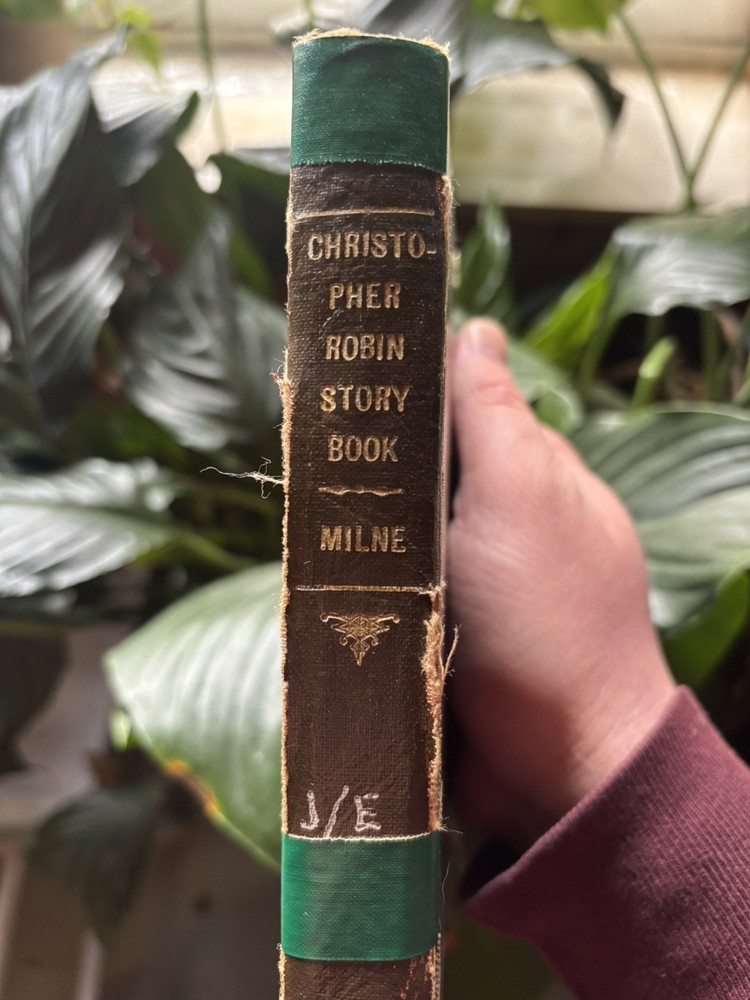 CHRISTO-
PHER
ROBIN
STORY
BOOK
MILNE
J/E